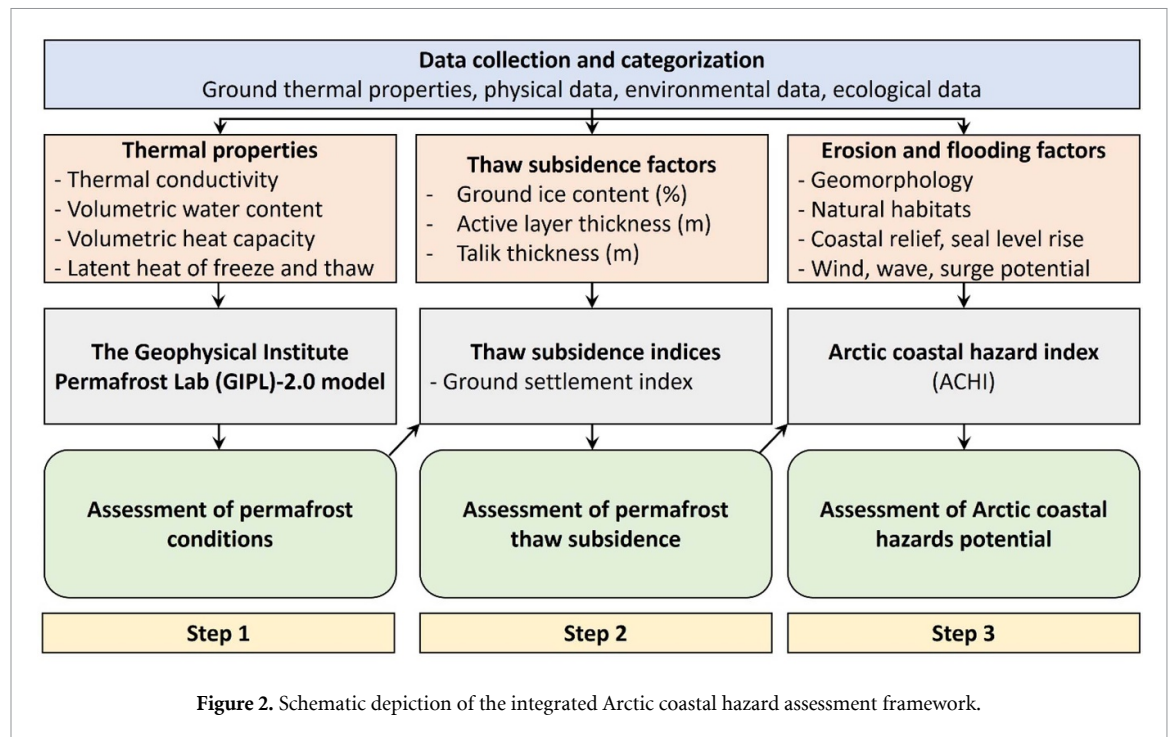 Data collection and categorization
Ground thermal properties, physical data, environmental data, ecological data
Thermal properties
- Thermal conductivity
- Volumetric water content
- Volumetric heat capacity
- Latent heat of freeze and thaw
Thaw subsidence factors
- Ground ice content (%)
- Active layer thickness (m)
- Talik thickness (m)
Erosion and flooding factors
- Geomorphology
- Natural habitats
- Coastal relief, seal level rise
- Wind, wave, surge potential
The Geophysical Institute
Permafrost Lab (GIPL)-2.0 model
Thaw subsidence indices
- Ground settlement index
Arctic coastal hazard index
(ACHI)
Assessment of permafrost
conditions
Assessment of permafrost
thaw subsidence
Assessment of Arctic coastal
hazards potential
Step 1
Step 2
Step 3
Figure 2. Schematic depiction of the integrated Arctic coastal hazard assessment framework.